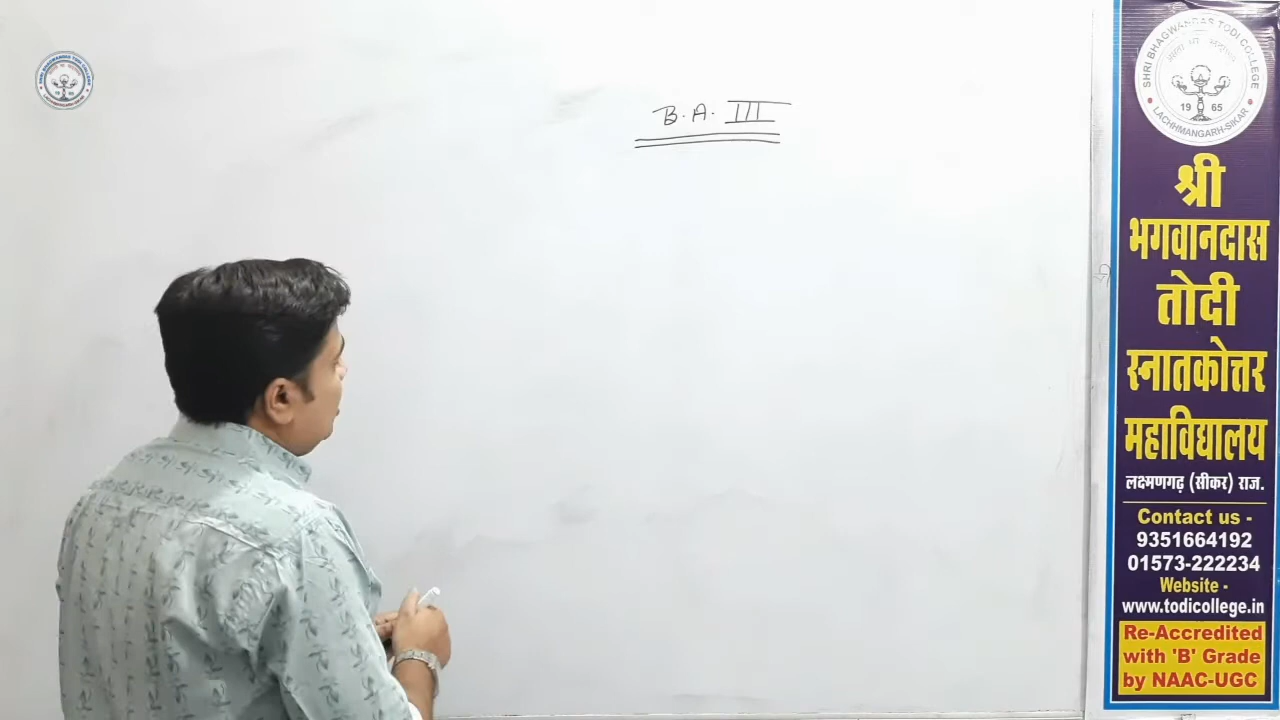 B.A. III
SHRI BHAGWANDAS TODI COLLEGE
19 65
LACHHMANGARH-SIKAR
श्री
भगवानदास
तोदी
स्नातकोत्तर
महाविद्यालय
लक्ष्मणगढ़ (सीकर) राज.
Contact us -
9351664192
01573-222234
Website -
www.todicollege.in
Re-Accredited
with 'B' Grade
by NAAC-UGC